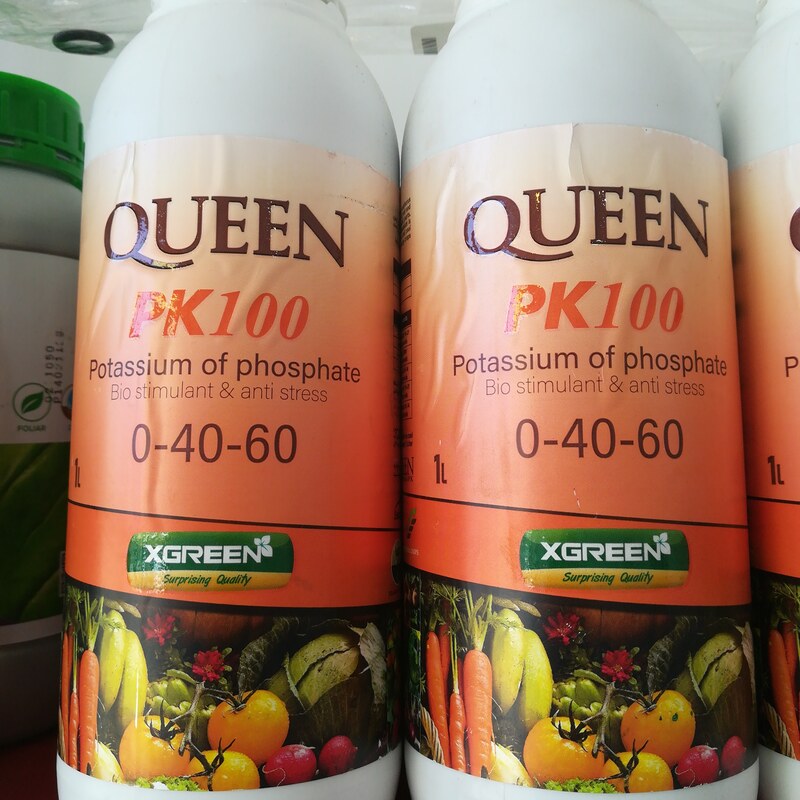 QUEEN
PK100
Potassium of phosphate
Bio stimulant & anti stress
0-40-60
1L
XGREEN
Surprising Quality
QUEEN
PK100
Potassium of phosphate
Bio stimulant & anti stress
0-40-60
1L
XGREEN
Surprising Quality
P
1L
FOLIAR